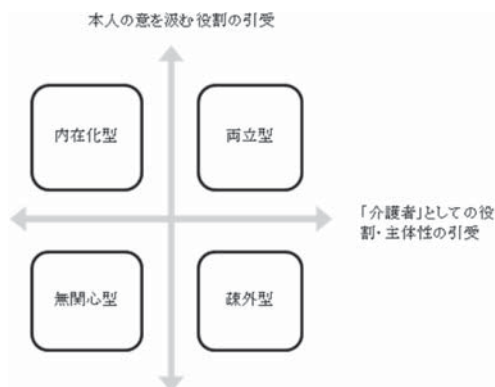 本人の意を汲む役割の引受
内在化型
両立型
「介護者」としての役
割・主体性の引受
無関心型
疎外型